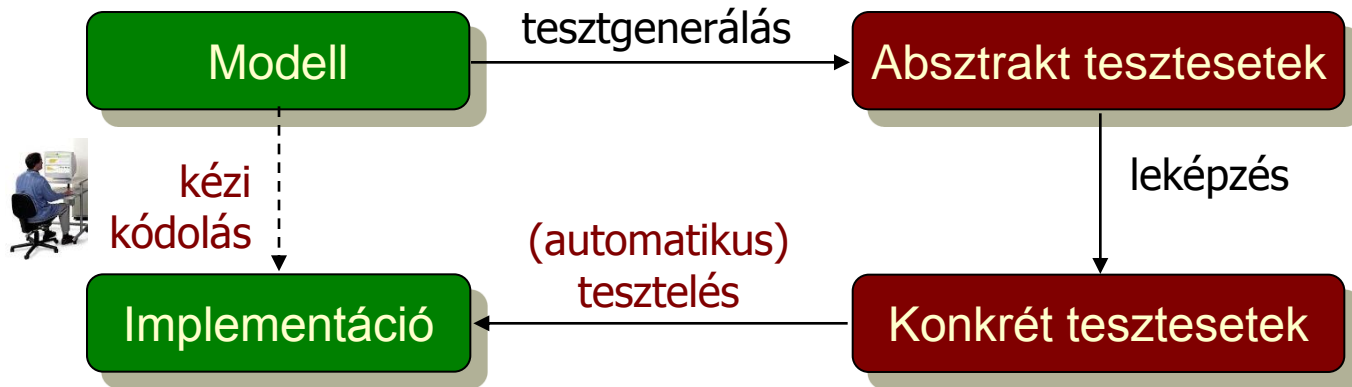 tesztgenerálás
Modell
Absztrakt tesztesetek
kézi
kódolás
leképzés
(automatikus)
tesztelés
Implementáció
Konkrét tesztesetek